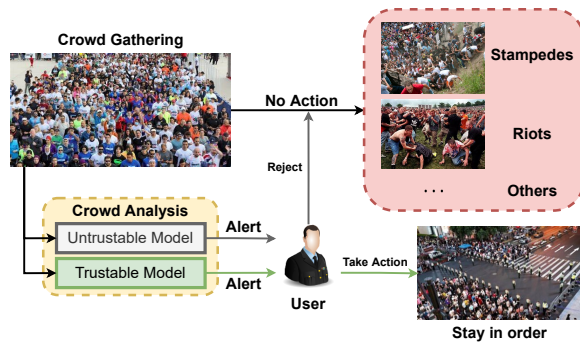 Crowd Gathering
Stampedes
No Action
Riots
Reject
...
Others
Crowd Analysis
Untrustable Model
Alert
Trustable Model
Alert
Take Action
User
Stay in order